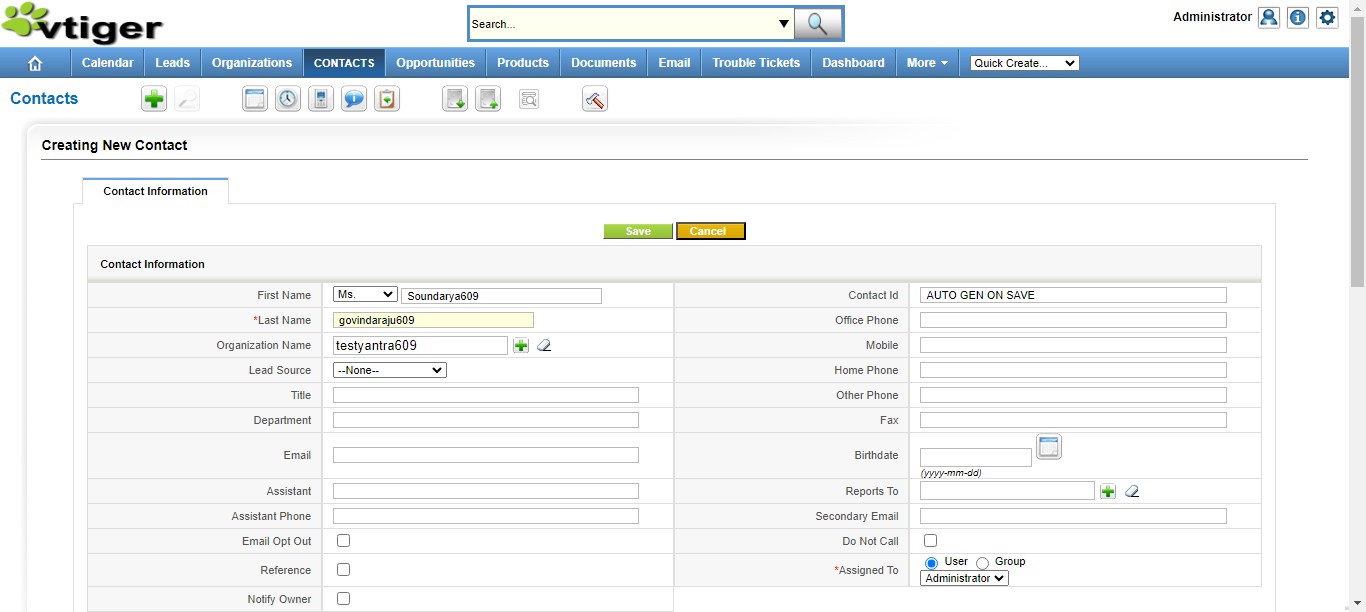 vtiger
Search...
Administrator
Calendar Leads Organizations CONTACTS Opportunities Products Documents Email Trouble Tickets Dashboard More Quick Create...
Contacts
Creating New Contact
Contact Information
Save Cancel
Contact Information
First Name Ms. Soundarya609 Contact Id AUTO GEN ON SAVE
*Last Name govindaraju609 Office Phone
Organization Name testyantra609 Mobile
Lead Source --None-- Home Phone
Title Other Phone
Department Fax
Email Birthdate
(yyyy-mm-dd)
Assistant Reports To
Assistant Phone Secondary Email
Email Opt Out Do Not Call
Reference *Assigned To User Group
Administrator
Notify Owner